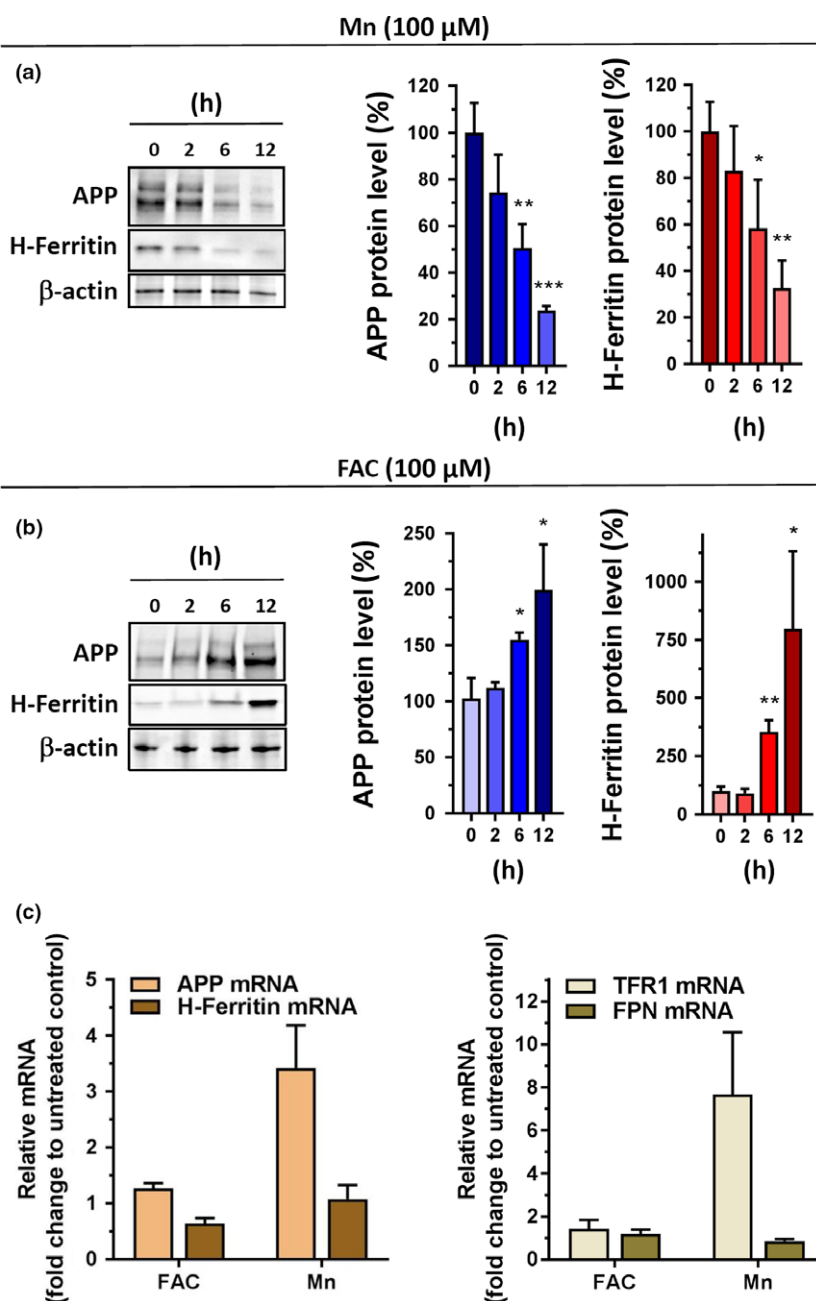 Mn (100 µM)
(a)
(h)
0 2 6 12
APP
H-Ferritin
β-actin
APP protein level (%)
120
100
80
60
40
20
0
**
***
0 2 6 12
(h)
H-Ferritin protein level (%)
120
100
80
60
40
20
0
*
**
0 2 6 12
(h)
FAC (100 µM)
(b)
(h)
0 2 6 12
APP
H-Ferritin
β-actin
APP protein level (%)
250
200
150
100
50
0
*
*
0 2 6 12
(h)
H-Ferritin protein level (%)
1000
750
500
250
0
**
*
0 2 6 12
(h)
(c)
Relative mRNA
(fold change to untreated control)
5
4
3
2
1
0
APP mRNA
H-Ferritin mRNA
FAC Mn
Relative mRNA
(fold change to untreated control)
12
10
8
6
4
2
0
TFR1 mRNA
FPN mRNA
FAC Mn